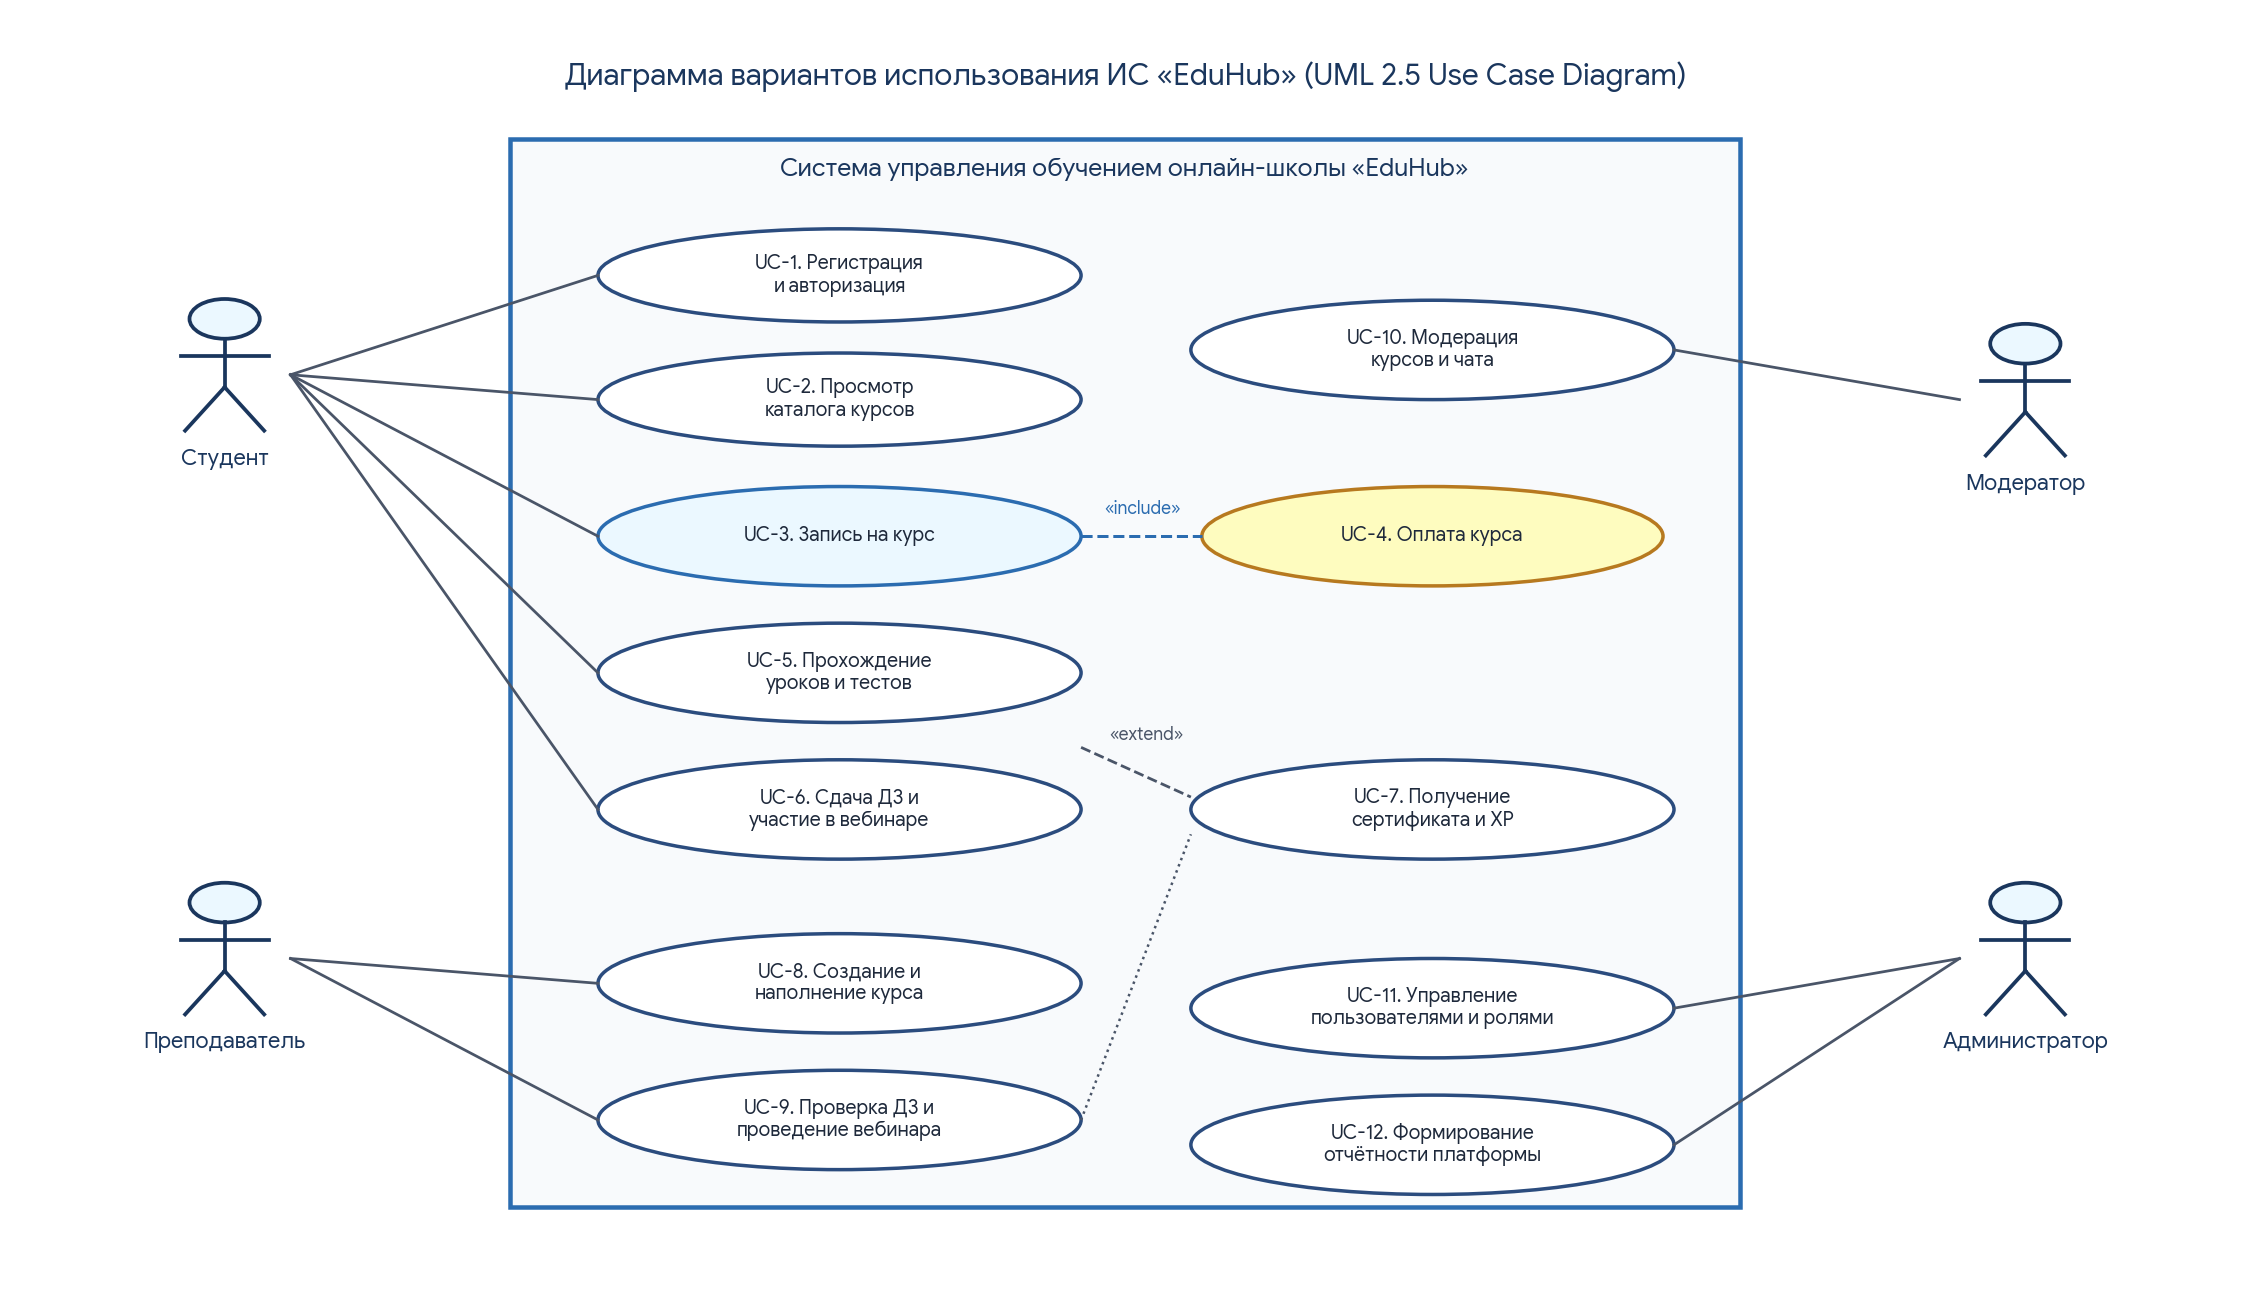 Диаграмма вариантов использования ИС «EduHub» (UML 2.5 Use Case Diagram)
Система управления обучением онлайн-школы «EduHub»
UC-1. Регистрация
и авторизация
UC-10. Модерация
курсов и чата
UC-2. Просмотр
каталога курсов
Студент
Модератор
«include»
UC-3. Запись на курс
UC-4. Оплата курса
UC-5. Прохождение
уроков и тестов
«extend»
UC-6. Сдача ДЗ и
участие в вебинаре
UC-7. Получение
сертификата и XP
UC-8. Создание и
наполнение курса
UC-11. Управление
пользователями и ролями
Преподаватель
Администратор
UC-9. Проверка ДЗ и
проведение вебинара
UC-12. Формирование
отчётности платформы